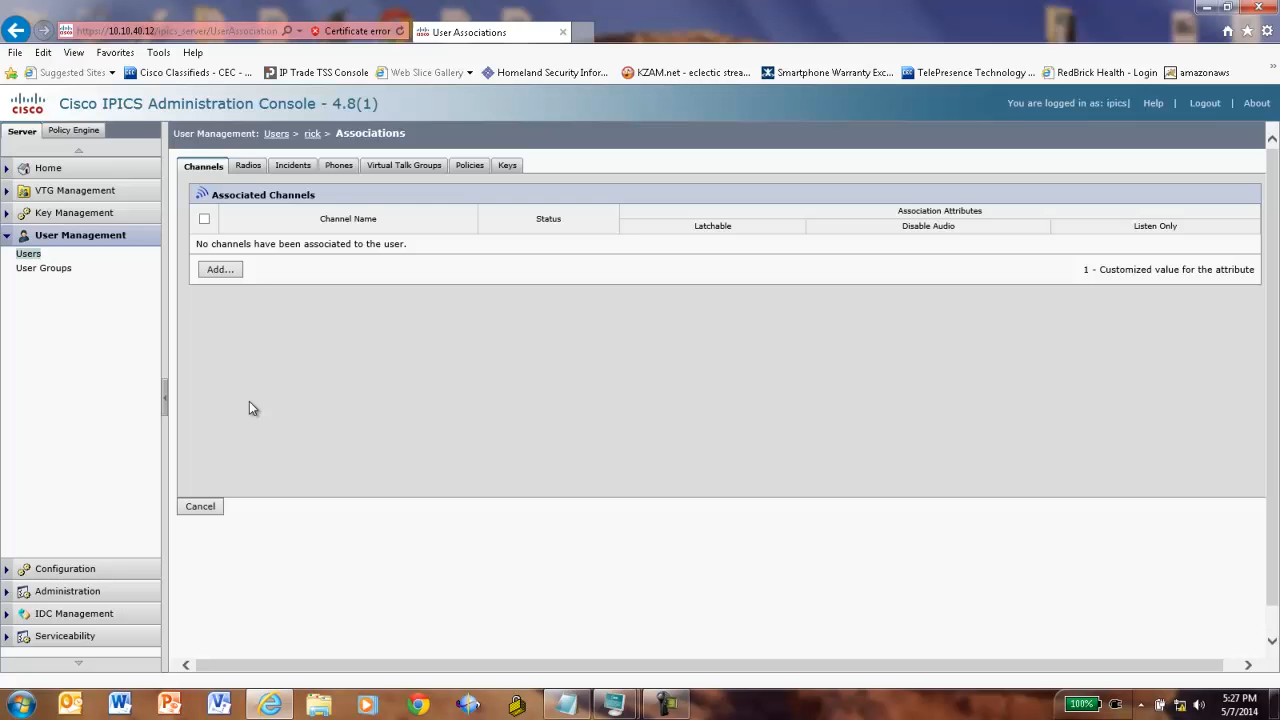 https://10.10.40.12/ipics_server/UserAssociation
Certificate error
User Associations
File Edit View Favorites Tools Help
Suggested Sites
Cisco Classification - CEC - ...
IP Trade TSS Console
Web Slice Gallery
Homeland Security Infor...
KZAM.net - eclectic strea...
Smartphone Warranty Exc...
TelePresence Technology ...
RedBrick Health - Login
amazonaws
cisco
Cisco IPICS Administration Console - 4.8(1)
You are logged in as: ipics| Help Logout About
Server
Policy Engine
User Management: Users > rick > Associations
Home
VTG Management
Key Management
User Management
Users
User Groups
Configuration
Administration
IDC Management
Serviceability
Channels Radios Incidents Phones Virtual Talk Groups Policies Keys
Associated Channels
Channel Name
Status
Association Attributes
Latchable
Disable Audio
Listen Only
No channels have been associated to the user.
Add...
1 - Customized value for the attribute
Cancel
100%
5:27 PM
5/7/2014